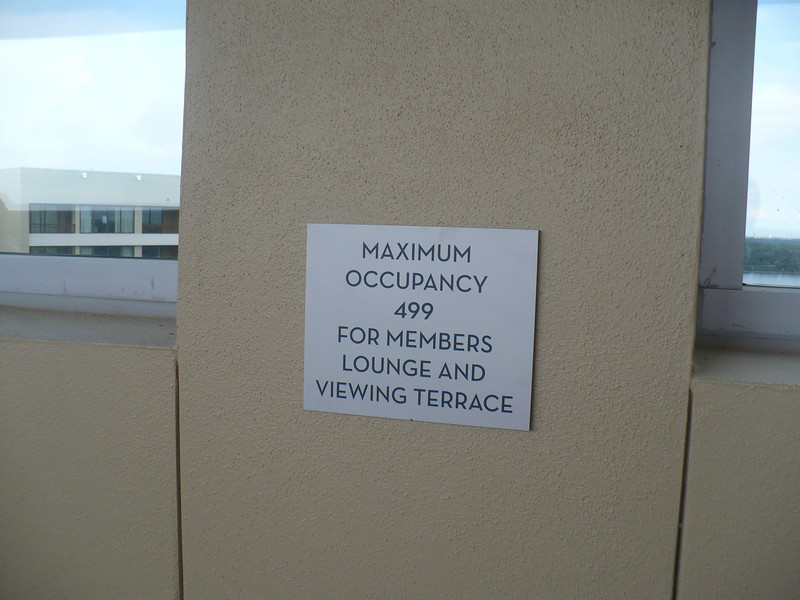 MAXIMUM
OCCUPANCY
499
FOR MEMBERS
LOUNGE AND
VIEWING TERRACE